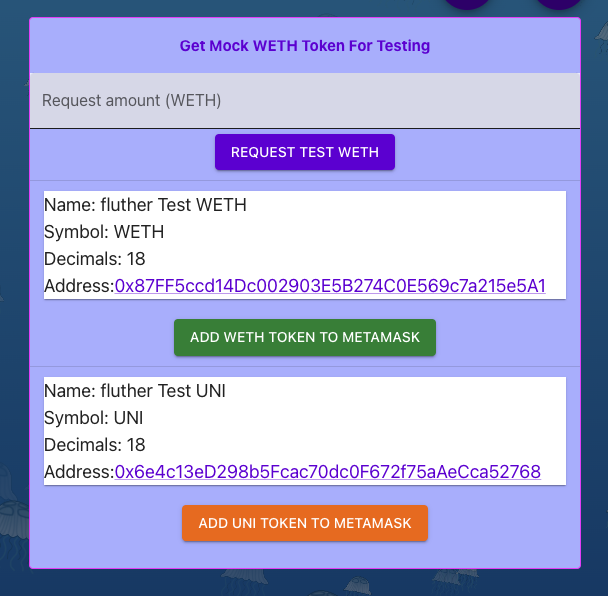 Get Mock WETH Token For Testing
Request amount (WETH)
REQUEST TEST WETH
Name: fluther Test WETH
Symbol: WETH
Decimals: 18
Address:0x87FF5ccd14Dc002903E5B274C0E569c7a215e5A1
ADD WETH TOKEN TO METAMASK
Name: fluther Test UNI
Symbol: UNI
Decimals: 18
Address:0x6e4c13eD298b5Fcac70dc0F672f75aAeCca52768
ADD UNI TOKEN TO METAMASK